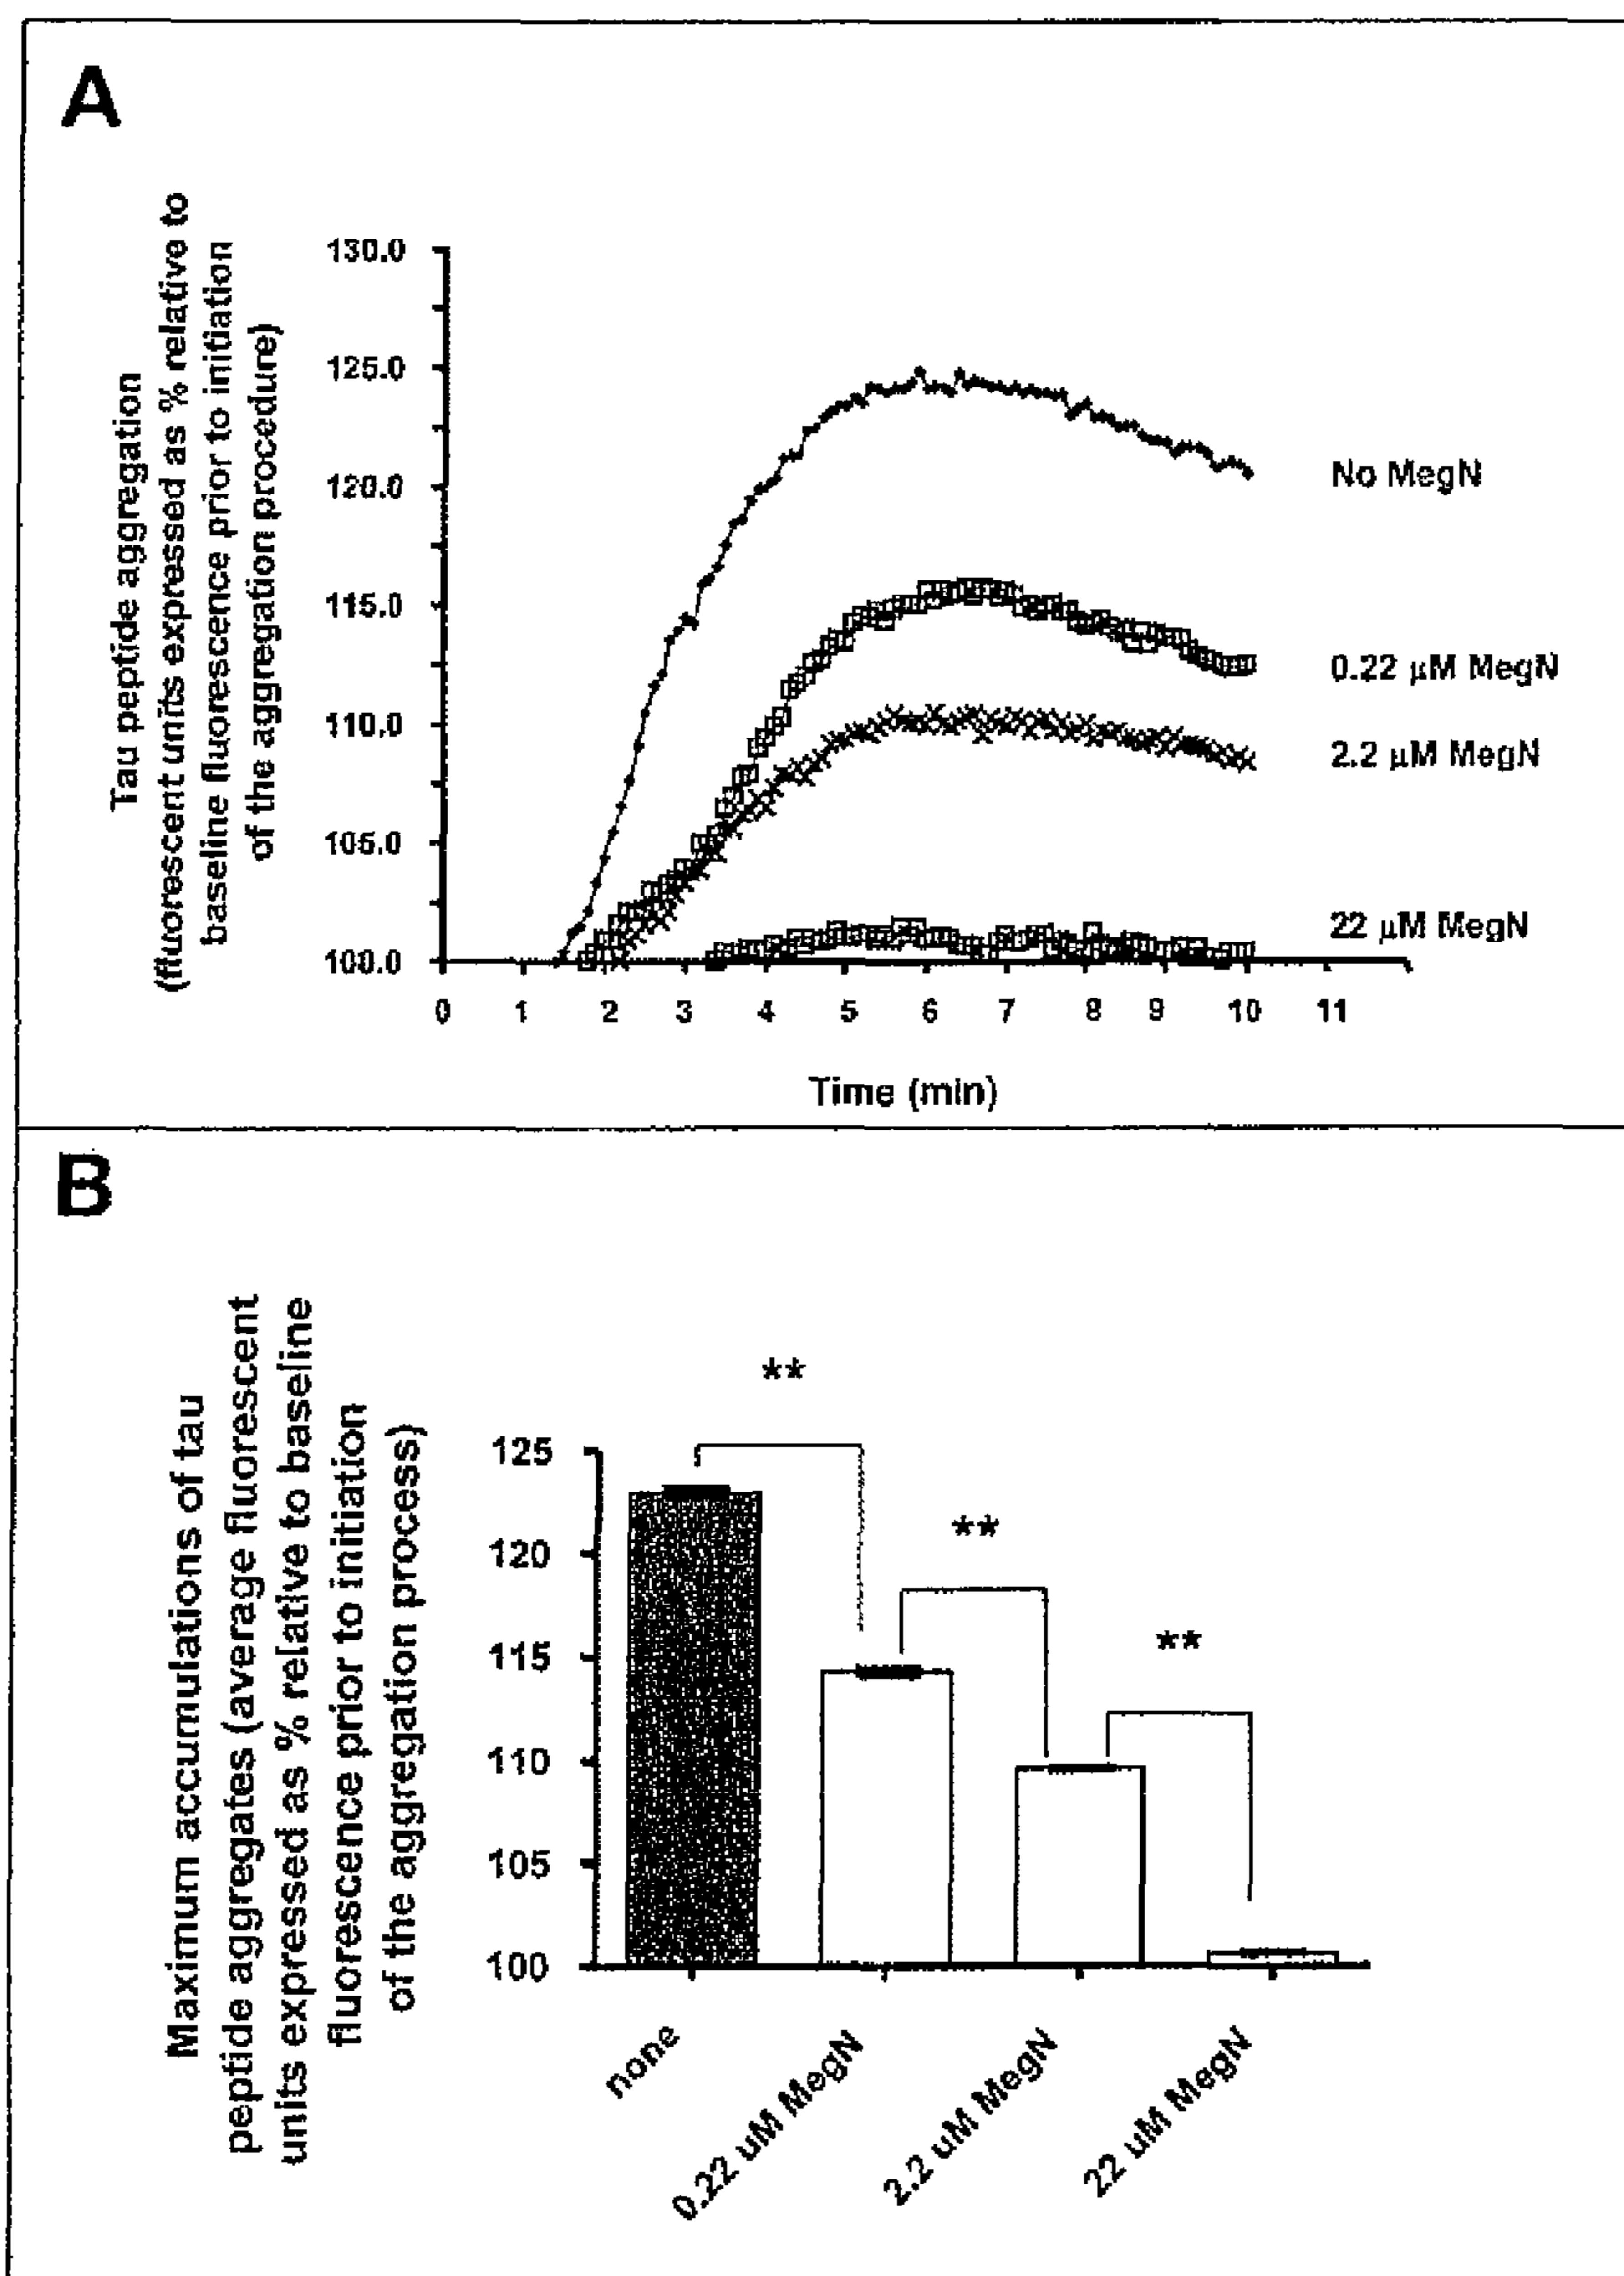 A
Tau peptide aggregation
(fluorescent units expressed as % relative to
baseline fluorescence prior to initiation
of the aggregation procedure)
130.0
125.0
120.0
115.0
110.0
105.0
100.0
No MegN
0.22 μM MegN
2.2 μM MegN
22 μM MegN
0 1 2 3 4 5 6 7 8 9 10 11
Time (min)
B
Maximum accumulations of tau
peptide aggregates (average fluorescent
units expressed as % relative to baseline
fluorescence prior to initiation
of the aggregation process)
125
120
115
110
105
100
**
**
**
none
0.22 uM MegN
2.2 uM MegN
22 uM MegN